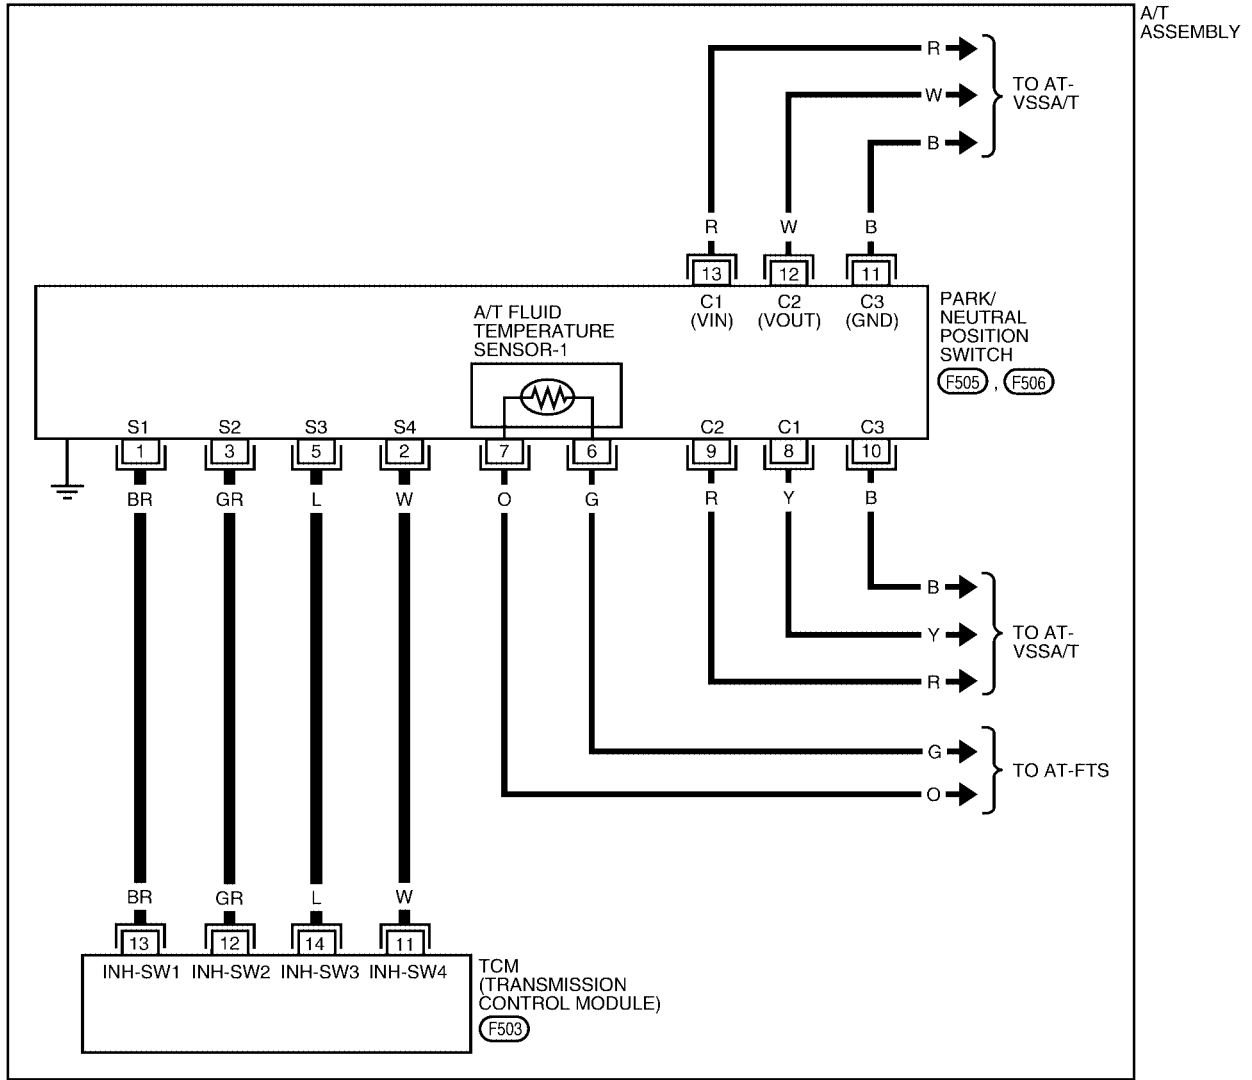 A/T
ASSEMBLY
R
TO AT-
VSSA/T
W
B
R W B
13 12 11
C1 C2 C3
(VIN) (VOUT) (GND)
PARK/
NEUTRAL
POSITION
SWITCH
F505 , F506
A/T FLUID
TEMPERATURE
SENSOR-1
S1 S2 S3 S4 C2 C1 C3
1 3 5 2 7 6 9 8 10
BR GR L W O G R Y B
B
Y
R
TO AT-
VSSA/T
G
O
TO AT-FTS
BR GR L W
13 12 14 11
INH-SW1 INH-SW2 INH-SW3 INH-SW4
TCM
(TRANSMISSION
CONTROL MODULE)
F503